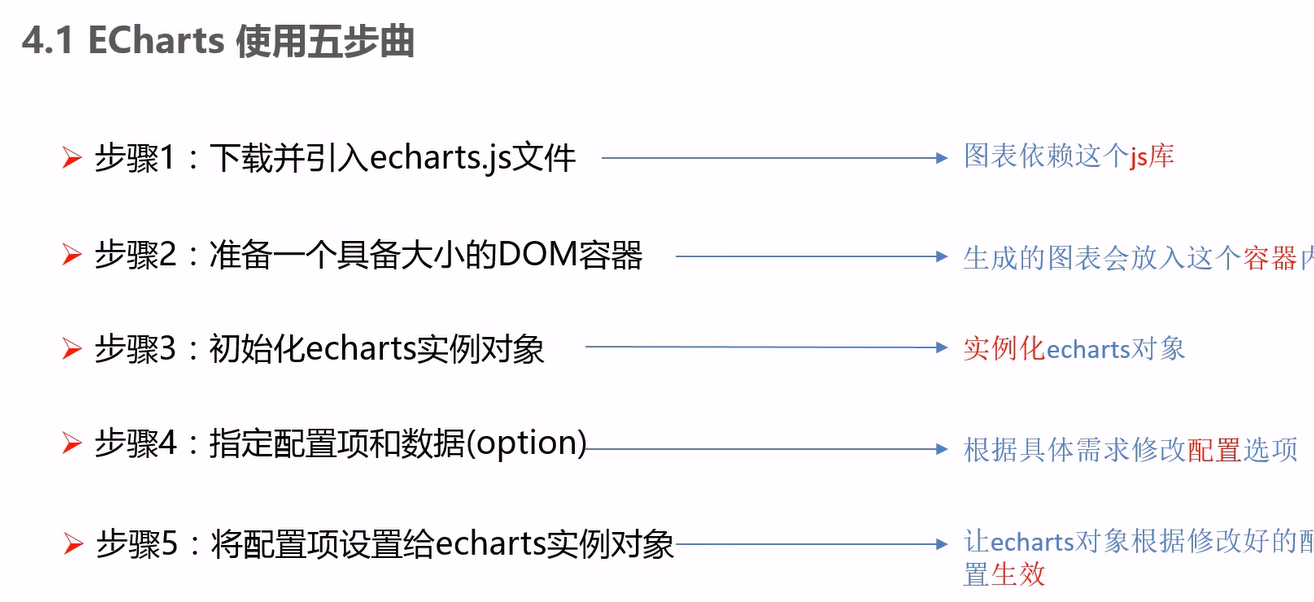 4.1 ECharts 使用五步曲
步骤1：下载并引入echarts.js文件
图表依赖这个js库
步骤2：准备一个具备大小的DOM容器
生成的图表会放入这个容器内
步骤3：初始化echarts实例对象
实例化echarts对象
步骤4：指定配置项和数据(option)
根据具体需求修改配置选项
步骤5：将配置项设置给echarts实例对象
让echarts对象根据修改好的配
置生效